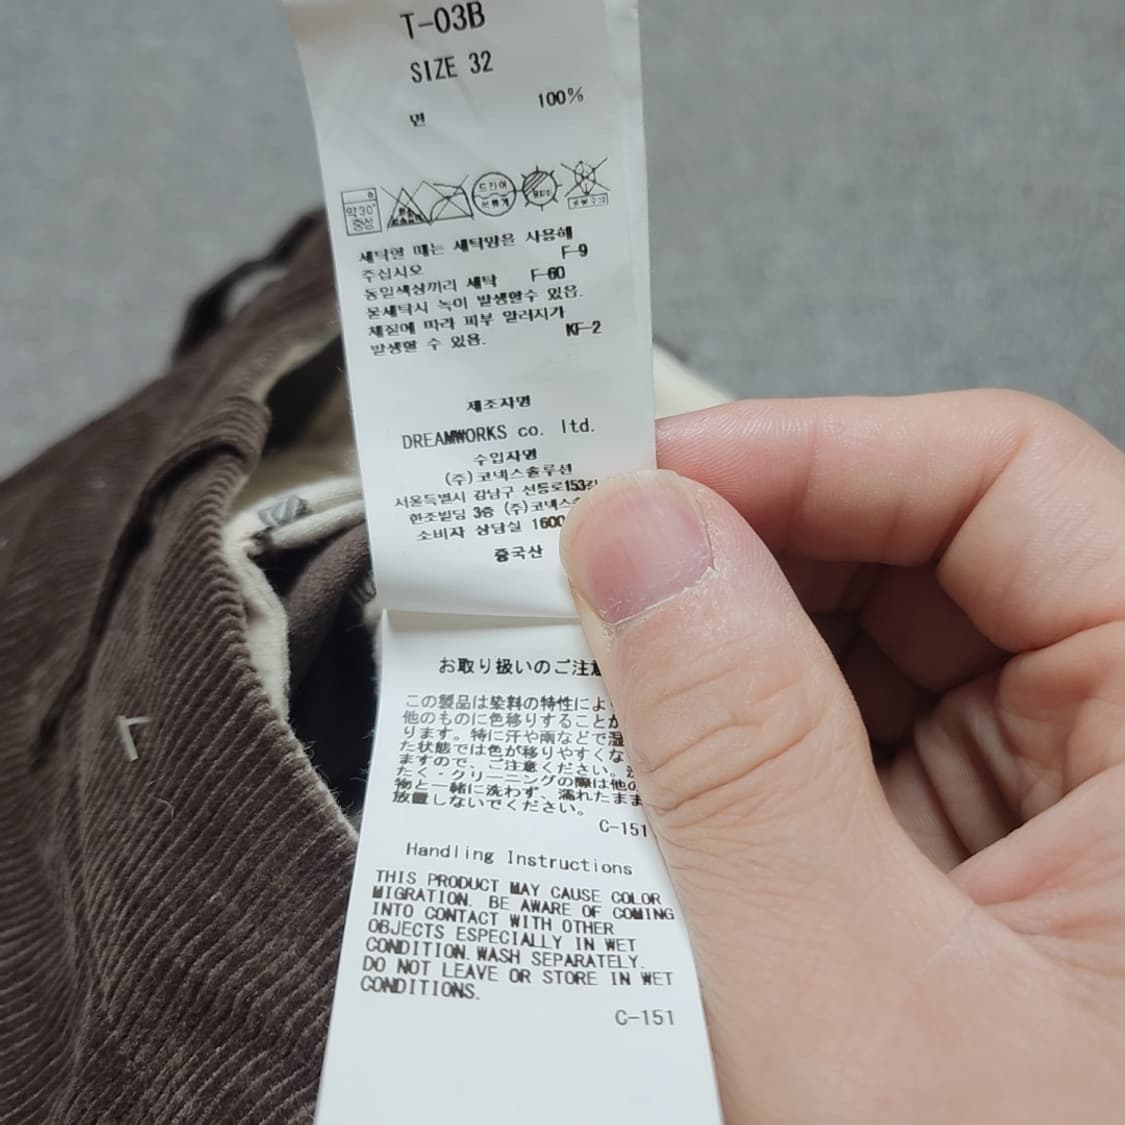 T-03B
SIZE 32
면 100%
약30°
중성
드라이
석유계
세탁할 때는 세탁망을 사용해
주십시오 F-9
동일색상끼리 세탁 F-60
물세탁시 녹이 발생할수 있음.
체질에 따라 피부 알러지가
발생할 수 있음. KF-2
제조자명
DREAMWORKS co. ltd.
수입자명
(주)코넥스솔루션
서울특별시 강남구 선릉로153길
한조빌딩 3층 (주)코넥스
소비자 상담실 1600
중국산
お取り扱いのご注意
この製品は染料の特性によ
他のものに色移りすることが
ります。特に汗や雨などで湿
た状態では色が移りやすくな
ますので、ご注意ください。
たく・クリーニングの際は他の
物と一緒に洗わず、濡れたまま
放置しないでください。
C-151
Handling Instructions
THIS PRODUCT MAY CAUSE COLOR
MIGRATION. BE AWARE OF COMING
INTO CONTACT WITH OTHER
OBJECTS ESPECIALLY IN WET
CONDITION.WASH SEPARATELY.
DO NOT LEAVE OR STORE IN WET
CONDITIONS.
C-151